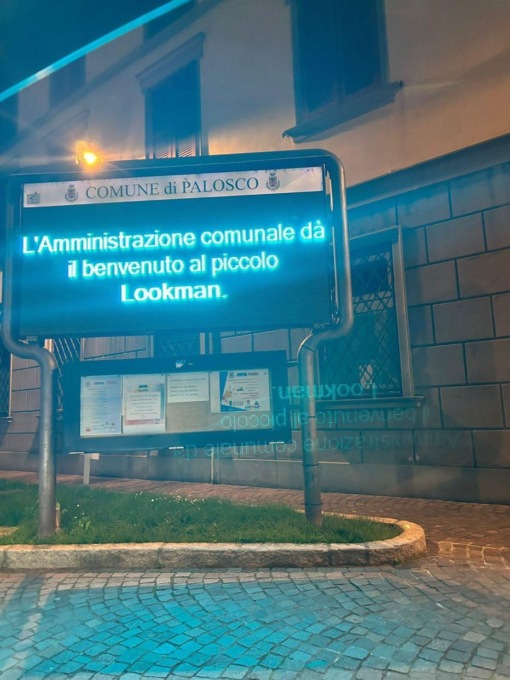 COMUNE di PALOSCO
L'Amministrazione comunale dà
il benvenuto al piccolo
Lookman.